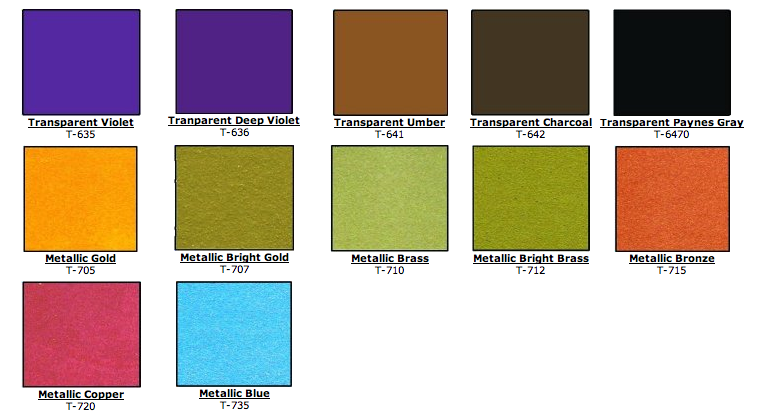 Transparent Violet
T-635
Tranparent Deep Violet
T-636
Transparent Umber
T-641
Transparent Charcoal
T-642
Transparent Paynes Gray
T-6470
Metallic Gold
T-705
Metallic Bright Gold
T-707
Metallic Brass
T-710
Metallic Bright Brass
T-712
Metallic Bronze
T-715
Metallic Copper
T-720
Metallic Blue
T-735